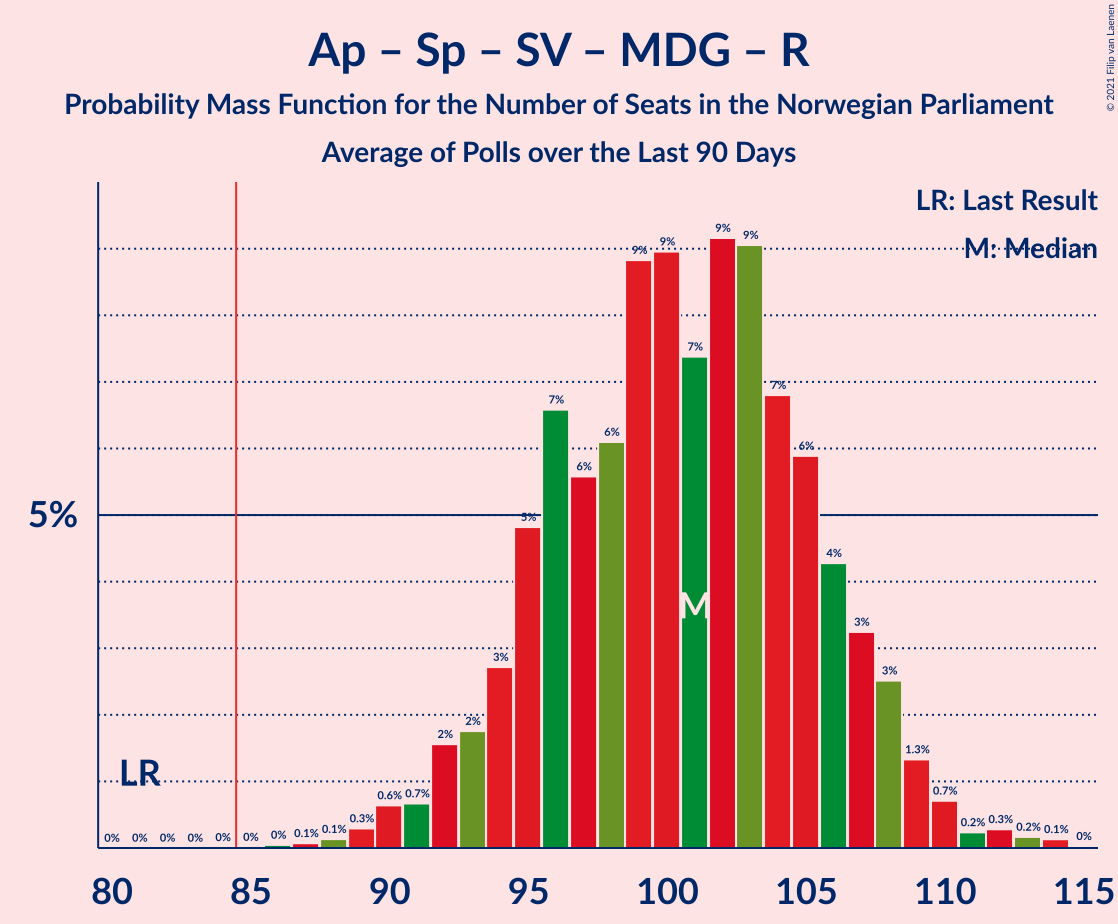 Ap – Sp – SV – MDG – R
Probability Mass Function for the Number of Seats in the Norwegian Parliament
Average of Polls over the Last 90 Days
© 2021 Filip van Laenen
LR: Last Result
M: Median
5%
LR
M
0% 0% 0% 0% 0% 0% 0% 0.1% 0.1% 0.3% 0.6% 0.7% 2% 2% 3% 5% 7% 6% 6% 9% 9% 7% 9% 9% 7% 6% 4% 3% 3% 1.3% 0.7% 0.2% 0.3% 0.2% 0.1% 0%
80 85 90 95 100 105 110 115